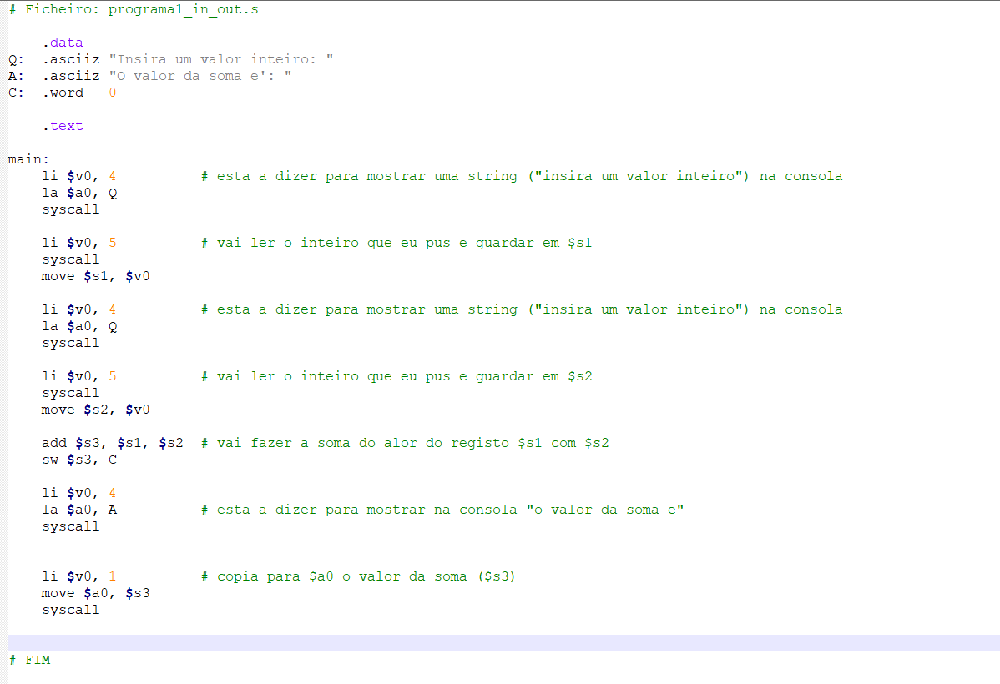 # Ficheiro: programa1_in_out.s
.data
Q: .asciiz "Insira um valor inteiro: "
A: .asciiz "O valor da soma e': "
C: .word 0
.text
main:
li $v0, 4 # esta a dizer para mostrar uma string ("insira um valor inteiro") na consola
la $a0, Q
syscall
li $v0, 5 # vai ler o inteiro que eu pus e guardar em $s1
syscall
move $s1, $v0
li $v0, 4 # esta a dizer para mostrar uma string ("insira um valor inteiro") na consola
la $a0, Q
syscall
li $v0, 5 # vai ler o inteiro que eu pus e guardar em $s2
syscall
move $s2, $v0
add $s3, $s1, $s2 # vai fazer a soma do alor do registo $s1 com $s2
sw $s3, C
li $v0, 4
la $a0, A # esta a dizer para mostrar na consola "o valor da soma e"
syscall
li $v0, 1 # copia para $a0 o valor da soma ($s3)
move $a0, $s3
syscall
# FIM